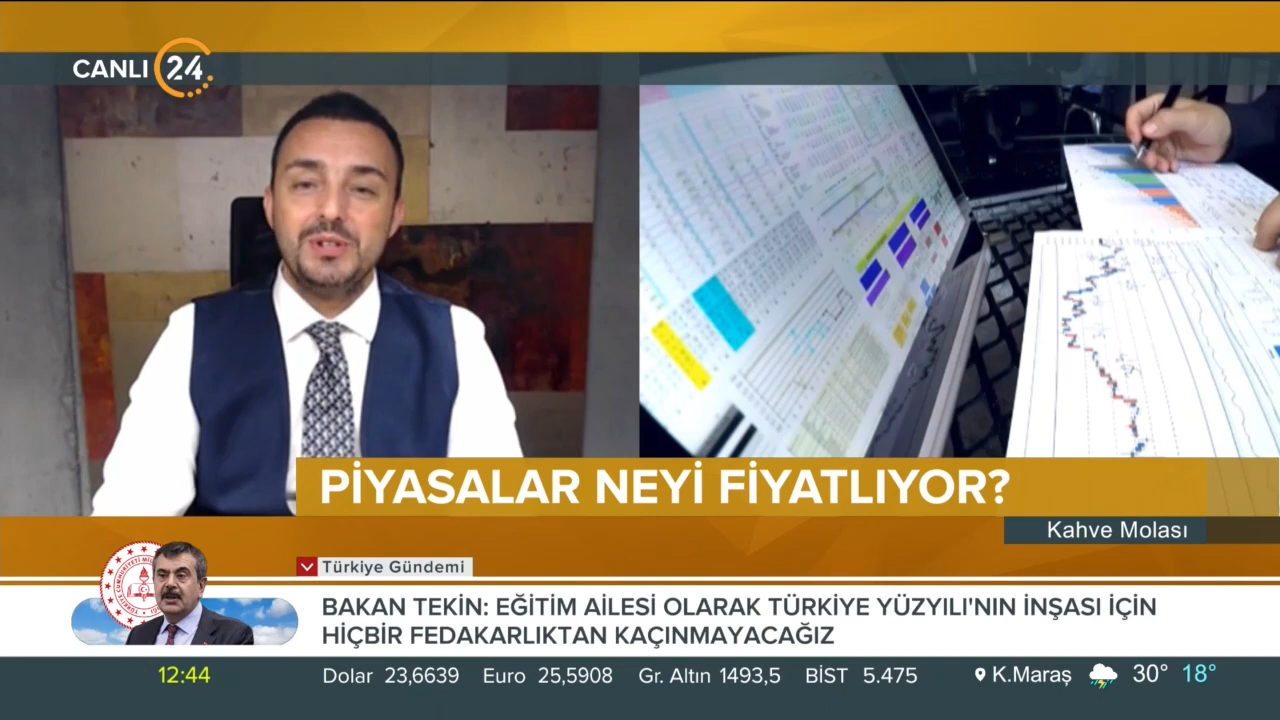 CANLI 24
PİYASALAR NEYİ FİYATLIYOR?
Kahve Molası
Türkiye Gündemi
BAKAN TEKİN: EĞİTİM AİLESİ OLARAK TÜRKİYE YÜZYILI'NIN İNŞASI İÇİN
HİÇBİR FEDAKARLIKTAN KAÇINMAYACAĞIZ
12:44 Dolar 23,6639 Euro 25,5908 Gr. Altın 1493,5 BİST 5.475 K.Maraş 30° 18°